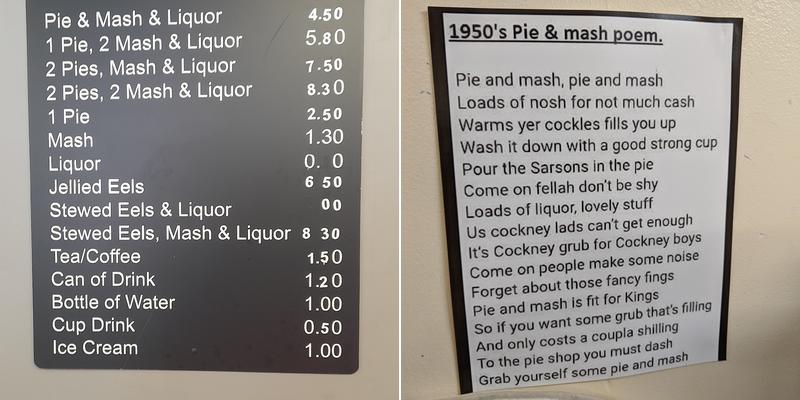 Pie & Mash & Liquor 4.50
1 Pie, 2 Mash & Liquor 5.80
2 Pies, Mash & Liquor 7.50
2 Pies, 2 Mash & Liquor 8.30
1 Pie 2.50
Mash 1.30
Liquor 0. 0
Jellied Eels 6 50
Stewed Eels & Liquor 00
Stewed Eels, Mash & Liquor 8 30
Tea/Coffee 1.50
Can of Drink 1.20
Bottle of Water 1.00
Cup Drink 0.50
Ice Cream 1.00
1950's Pie & mash poem.
Pie and mash, pie and mash
Loads of nosh for not much cash
Warms yer cockles fills you up
Wash it down with a good strong cup
Pour the Sarsons in the pie
Come on fellah don't be shy
Loads of liquor, lovely stuff
Us cockney lads can't get enough
It's Cockney grub for Cockney boys
Come on people make some noise
Forget about those fancy fings
Pie and mash is fit for Kings
So if you want some grub that's filling
And only costs a coupla shilling
To the pie shop you must dash
Grab yourself some pie and mash